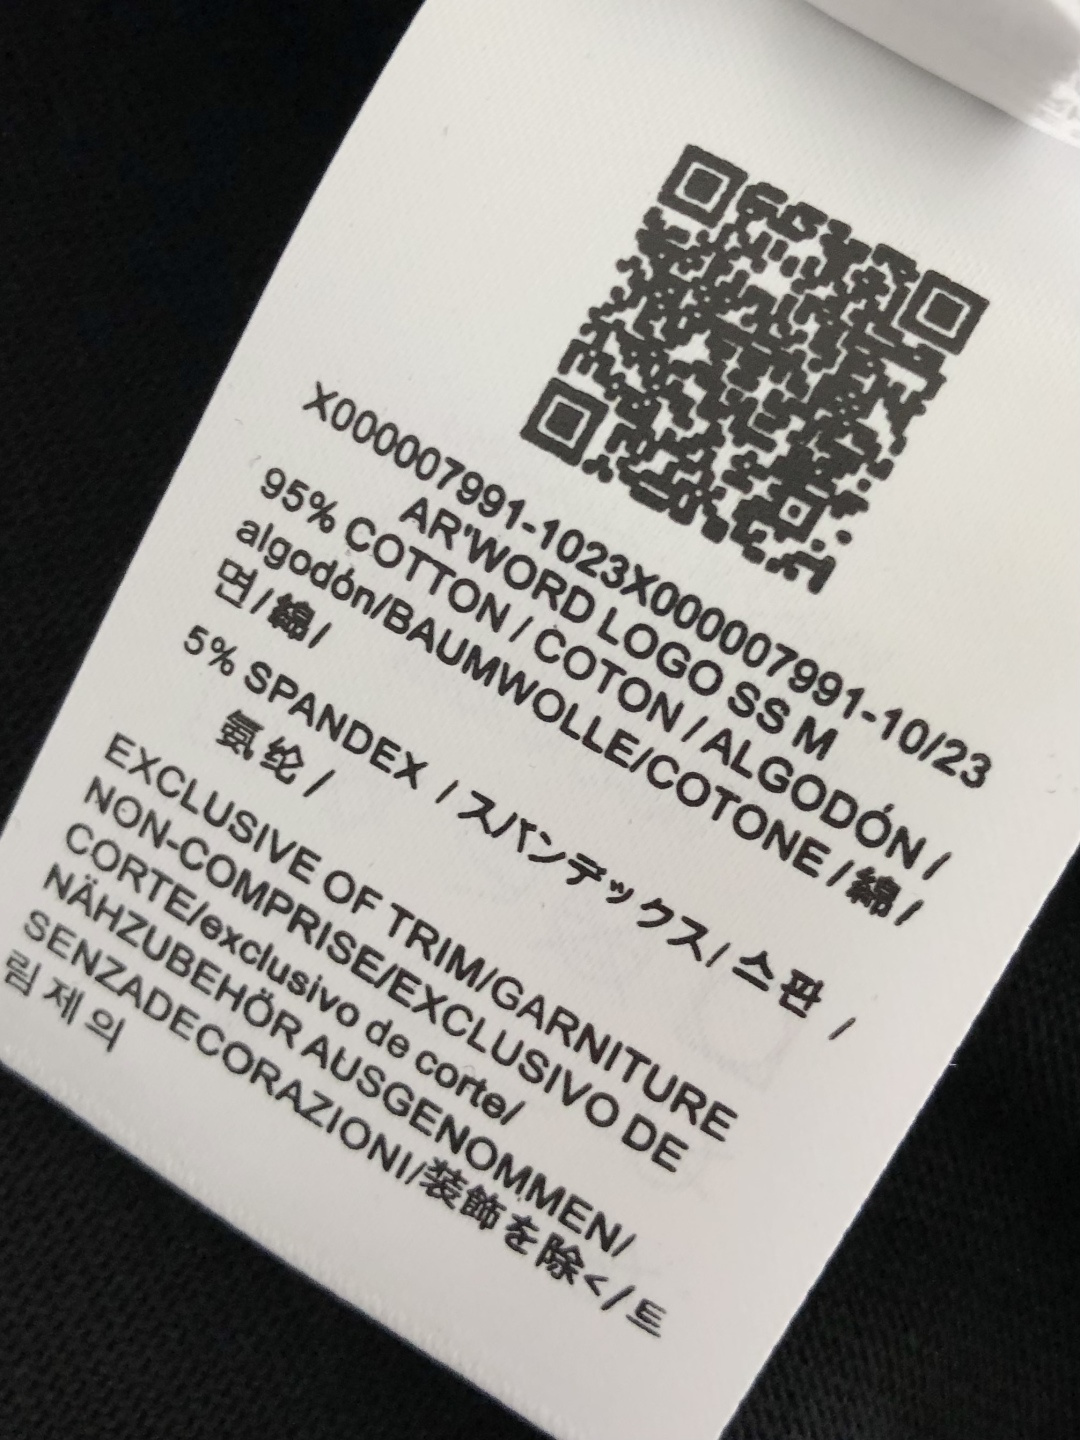 X000007991-1023X000007991-10/23
AR'WORD LOGO SS M
95% COTTON / COTON / ALGODÓN /
algodón/BAUMWOLLE/COTONE /綿 /
면/綿/
5% SPANDEX / スパンデックス/ 스판 /
氨纶 /
EXCLUSIVE OF TRIM/GARNITURE
NON-COMPRISE/EXCLUSIVO DE
CORTE/exclusivo de corte/
NÄHZUBEHÖR AUSGENOMMEN/
SENZADECORAZIONI/装飾を除く/트
림 제 의